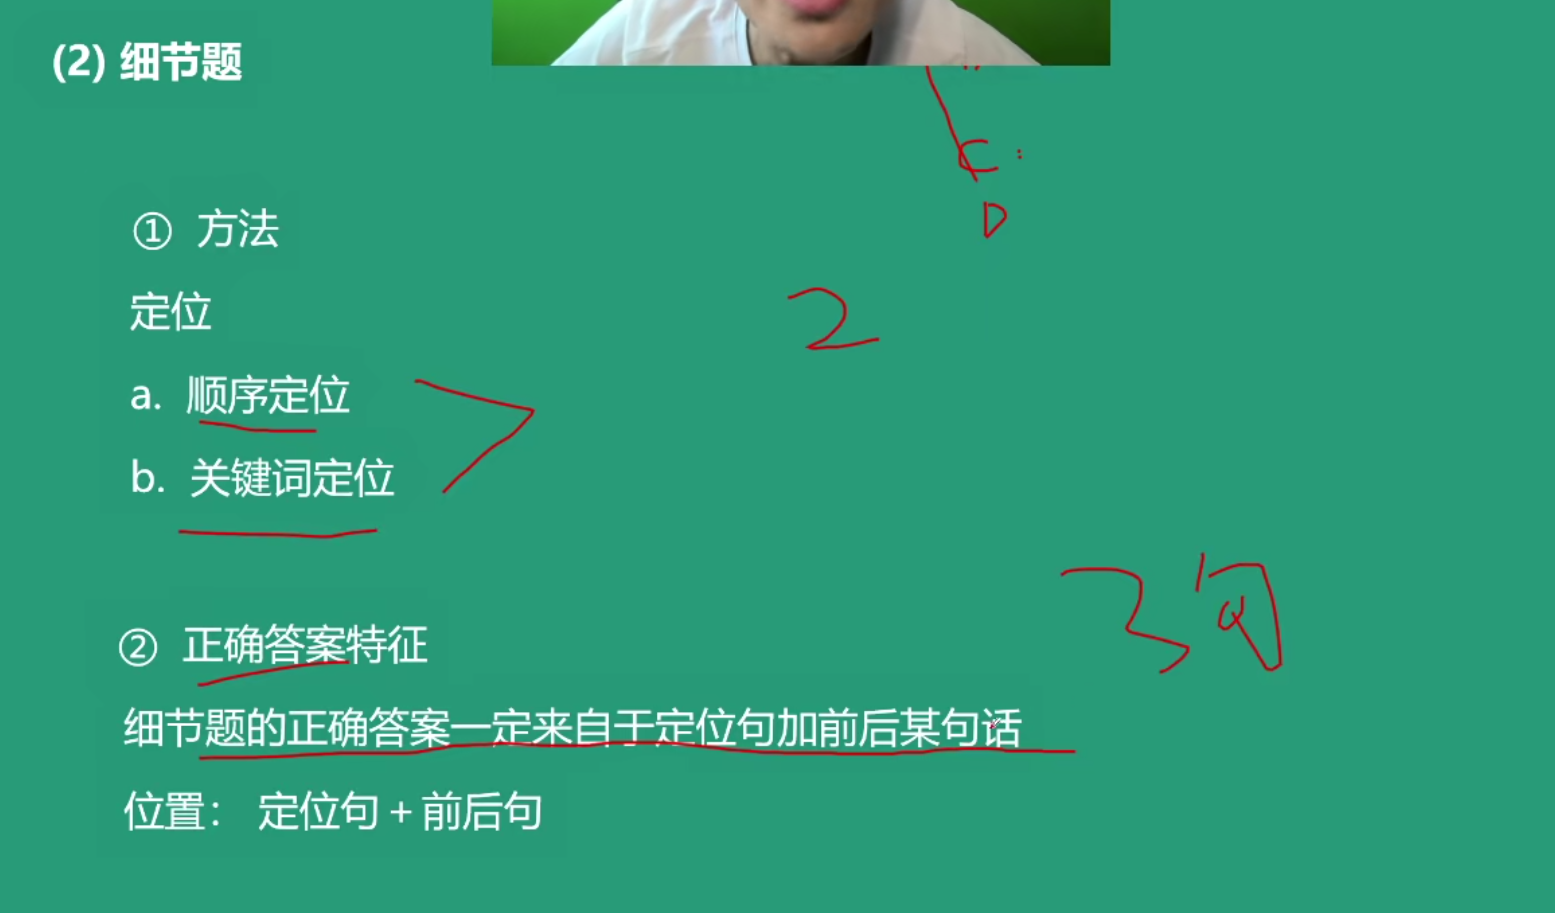 (2) 细节题
C :
D
① 方法
定位
2
a. 顺序定位
b. 关键词定位
3句
② 正确答案特征
细节题的正确答案一定来自于定位句加前后某句话
位置： 定位句 + 前后句